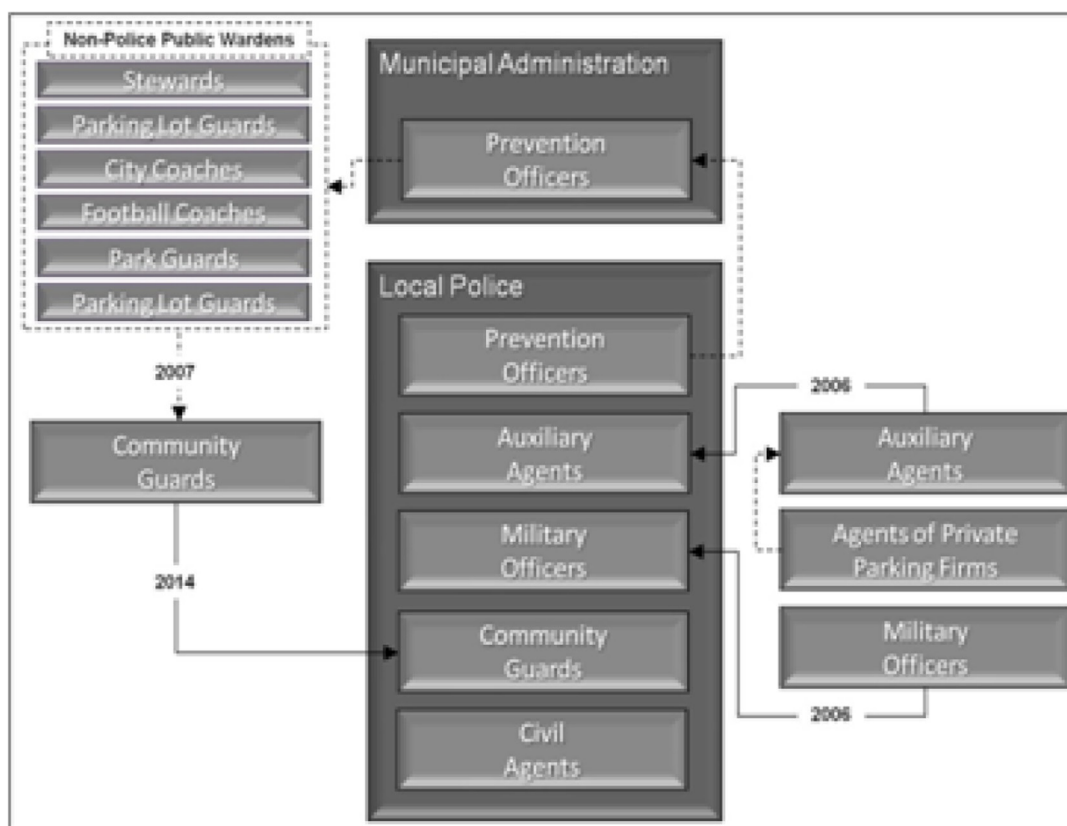 Non-Police Public Wardens
Stewards
Parking Lot Guards
City Coaches
Football Coaches
Park Guards
Parking Lot Guards
2007
Community
Guards
2014
Municipal Administration
Prevention
Officers
Local Police
Prevention
Officers
Auxiliary
Agents
Military
Officers
Community
Guards
Civil
Agents
2006
Auxiliary
Agents
Agents of Private
Parking Firms
Military
Officers
2006